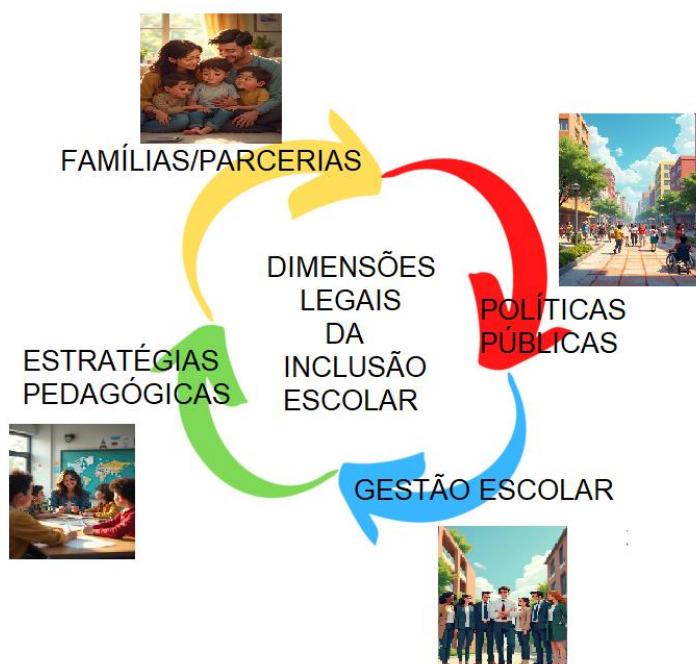 FAMÍLIAS/PARCERIAS
DIMENSÕES
LEGAIS
DA
INCLUSÃO
ESCOLAR
POLÍTICAS
PÚBLICAS
ESTRATÉGIAS
PEDAGÓGICAS
GESTÃO ESCOLAR